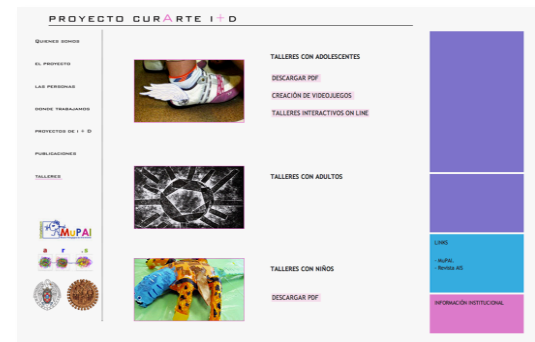 PROYECTO CURARTE I+D
QUIENES SOMOS
EL PROYECTO
LAS PERSONAS
DONDE TRABAJAMOS
PROYECTOS DE I + D
PUBLICACIONES
TALLERES
MuPAI
a r .s
TALLERES CON ADOLESCENTES
DESCARGAR PDF
CREACIÓN DE VIDEOJUEGOS
TALLERES INTERACTIVOS ON LINE
TALLERES CON ADULTOS
TALLERES CON NIÑOS
DESCARGAR PDF
LINKS
- MuPAI.
- Revista ARS
INFORMACIÓN INSTITUCIONAL